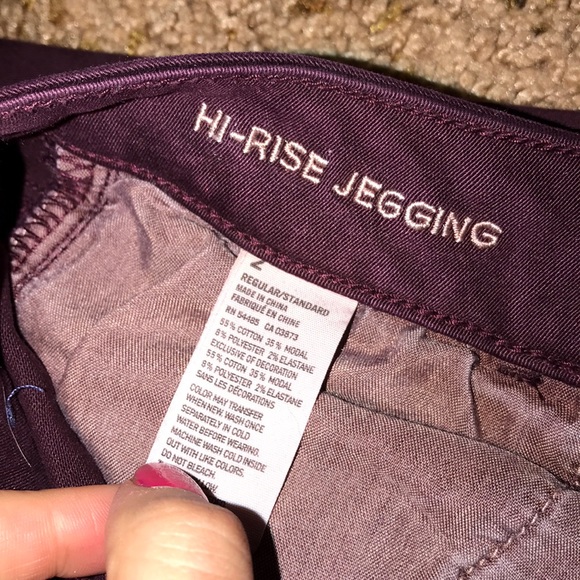 HI-RISE JEGGING
2
REGULAR/STANDARD
MADE IN CHINA
FABRIQUÉ EN CHINE
RN 54485 CA 03873
55% COTTON 35% MODAL
8% POLYESTER 2% ELASTANE
EXCLUSIVE OF DECORATION
55% COTTON 35% MODAL
8% POLYESTER 2% ELASTANE
SANS LES DÉCORATIONS
COLOR MAY TRANSFER
WHEN NEW. WASH ONCE
SEPARATELY IN COLD
WATER BEFORE WEARING.
MACHINE WASH COLD INSIDE
OUT WITH LIKE COLORS.
DO NOT BLEACH.